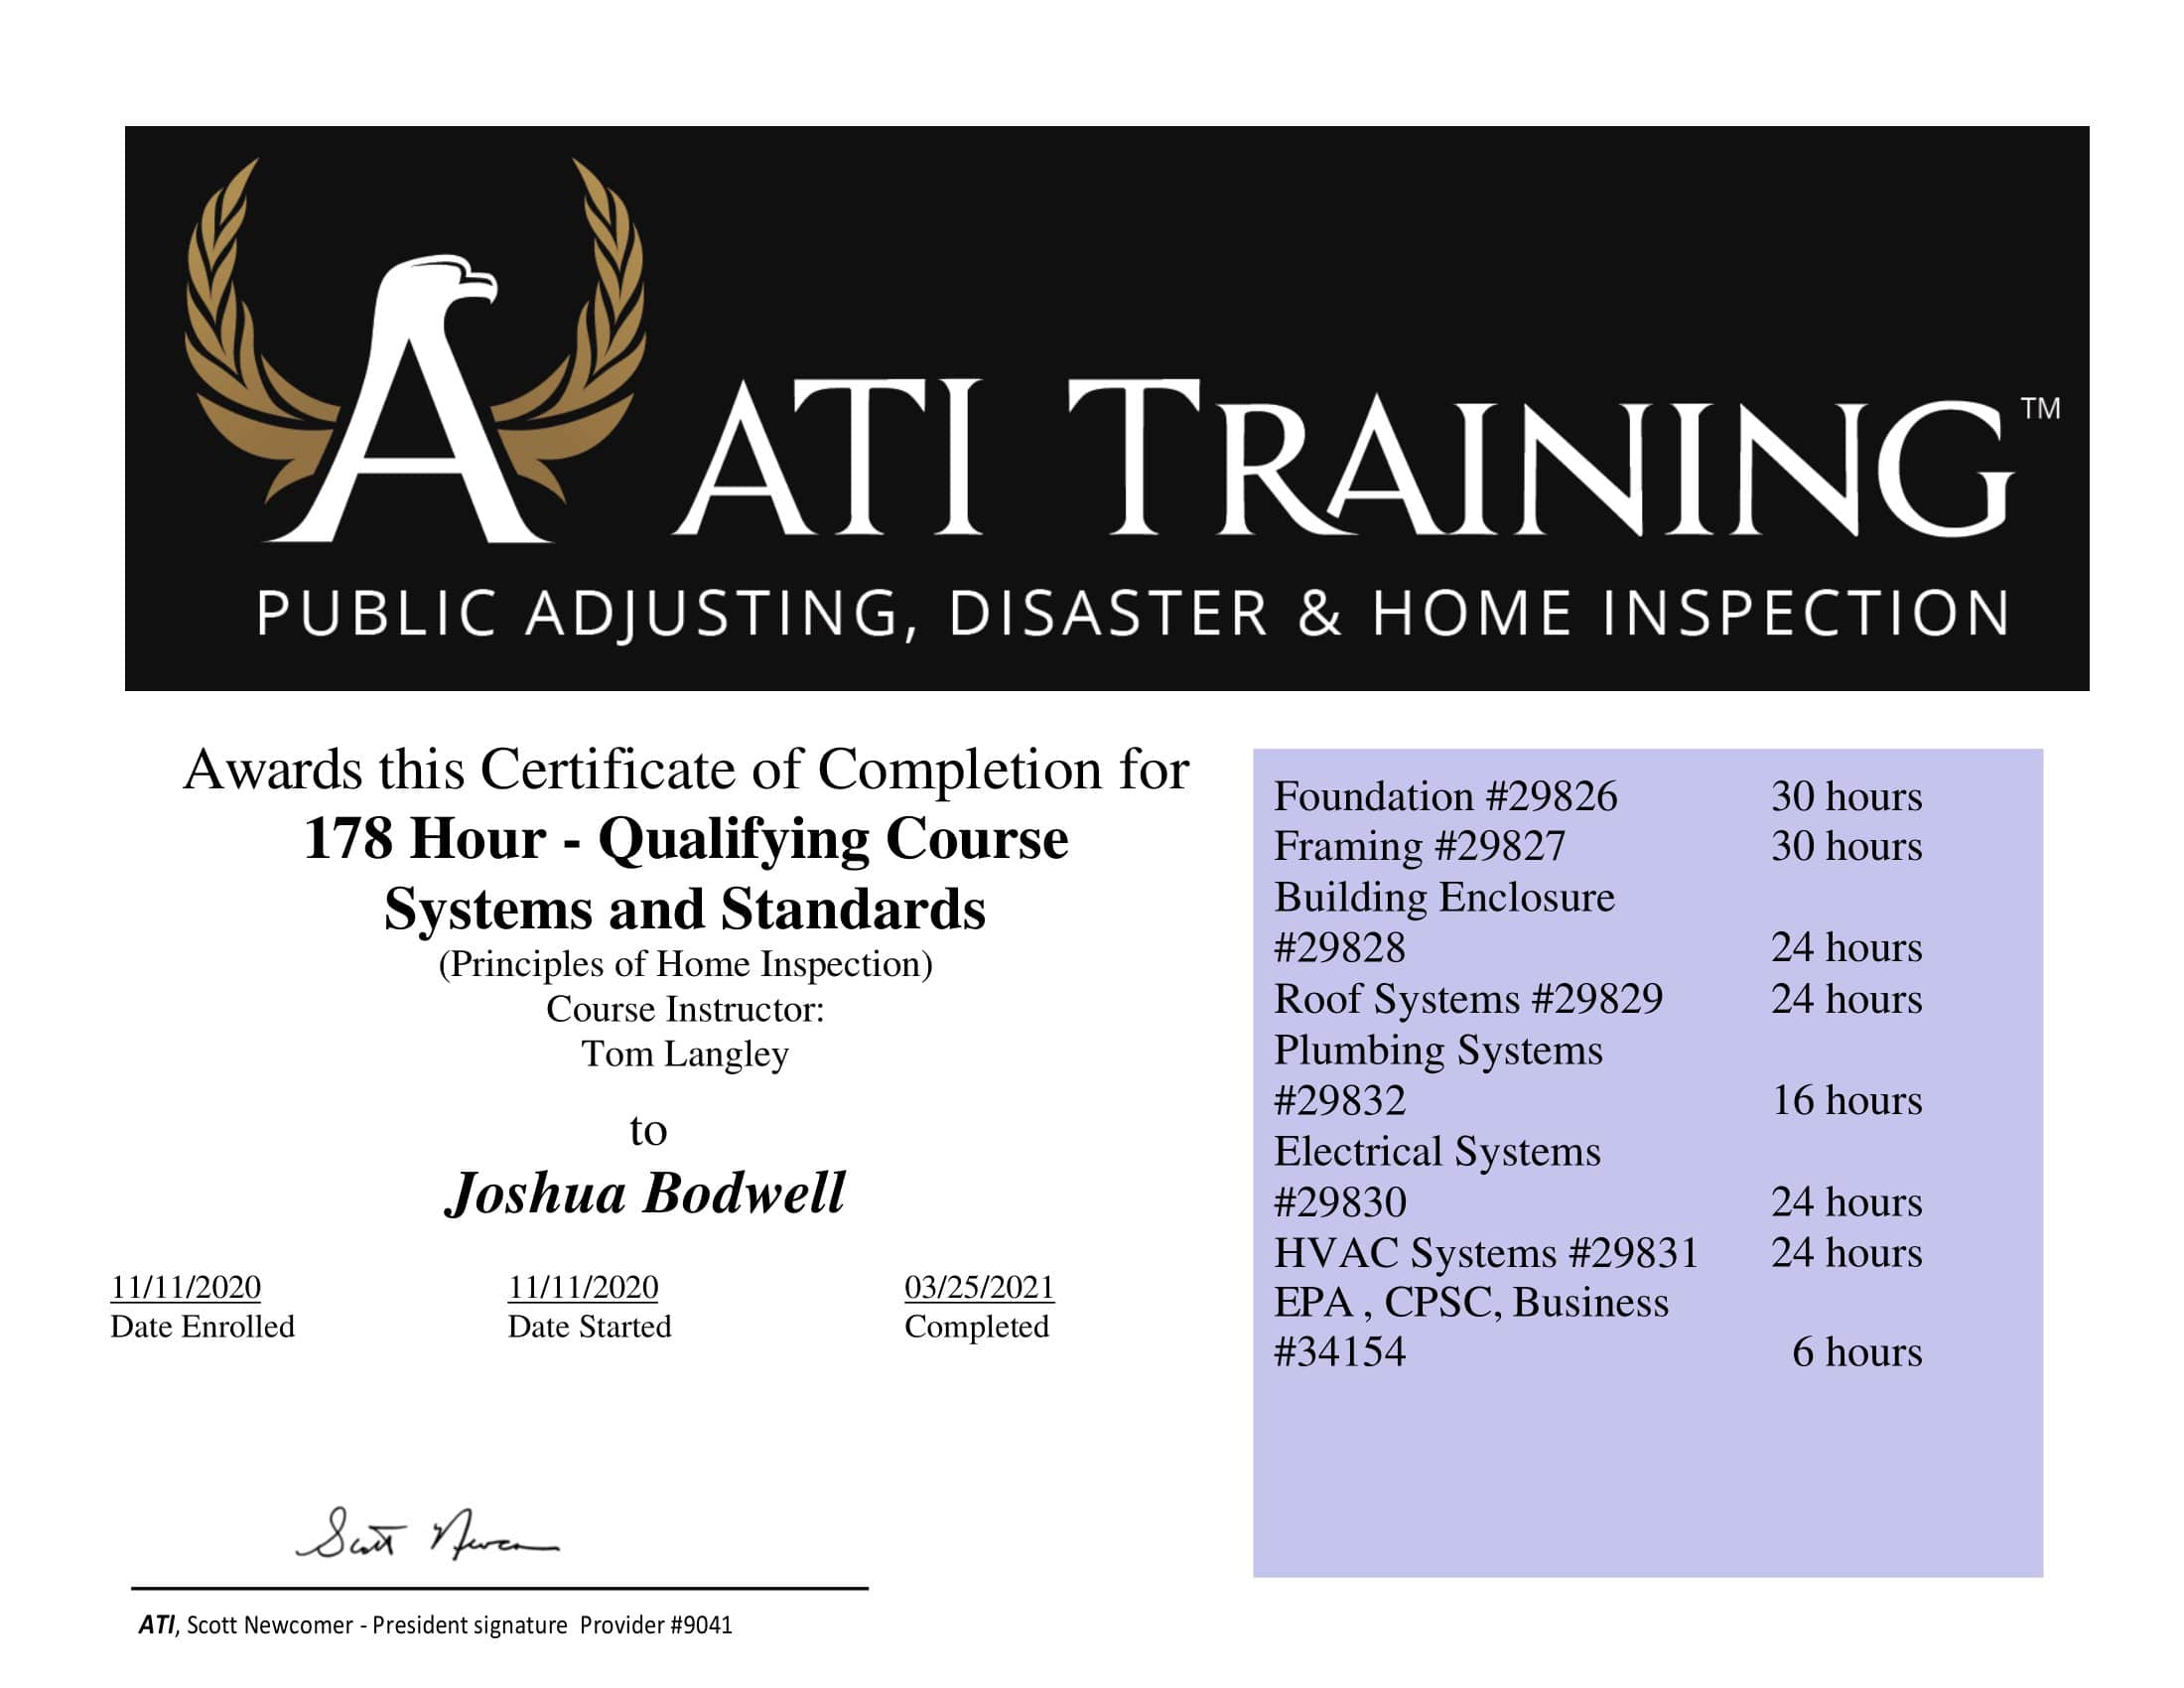 ATI TRAINING™
PUBLIC ADJUSTING, DISASTER & HOME INSPECTION
Awards this Certificate of Completion for
178 Hour - Qualifying Course
Systems and Standards
(Principles of Home Inspection)
Course Instructor:
Tom Langley
to
Joshua Bodwell
11/11/2020 11/11/2020 03/25/2021
Date Enrolled Date Started Completed
Scott Newcomer
ATI, Scott Newcomer - President signature Provider #9041
Foundation #29826 30 hours
Framing #29827 30 hours
Building Enclosure
#29828 24 hours
Roof Systems #29829 24 hours
Plumbing Systems
#29832 16 hours
Electrical Systems
#29830 24 hours
HVAC Systems #29831 24 hours
EPA , CPSC, Business
#34154 6 hours